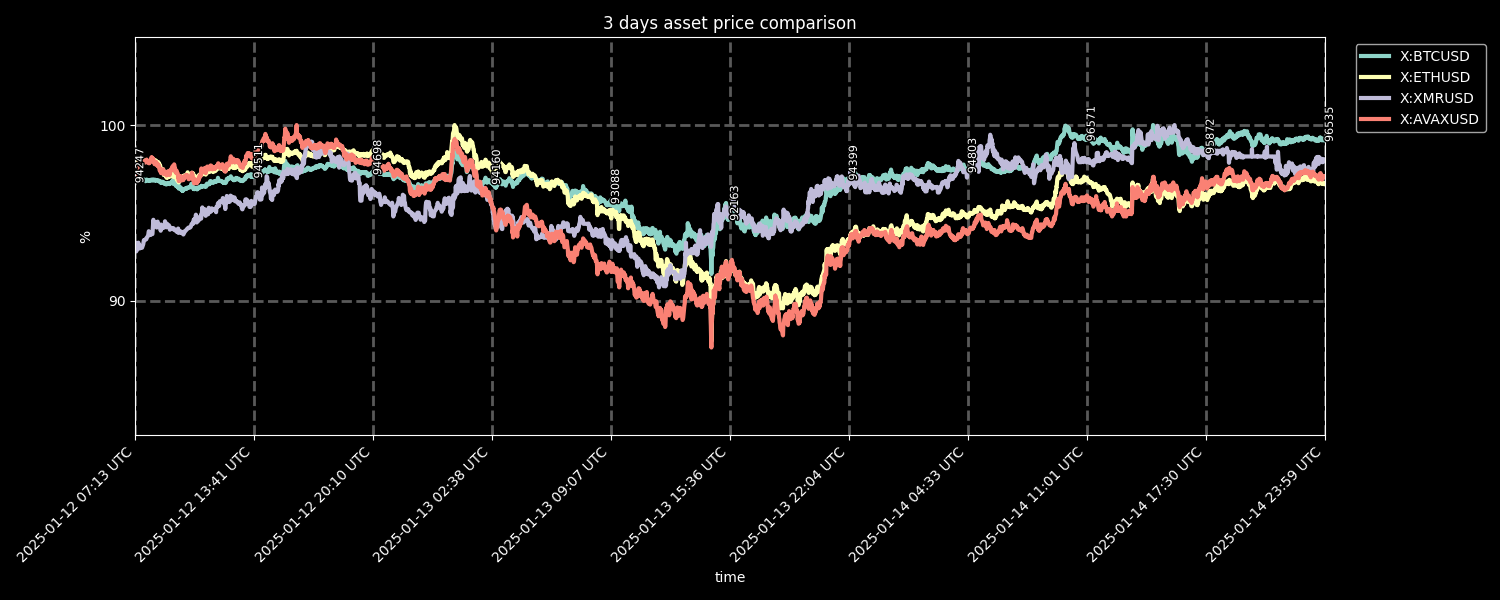 3 days asset price comparison
X:BTCUSD
X:ETHUSD
X:XMRUSD
X:AVAXUSD
%
100
90
94247
94511
94698
94160
93088
92163
94399
94803
96571
95872
96535
2025-01-12 07:13 UTC
2025-01-12 13:41 UTC
2025-01-12 20:10 UTC
2025-01-13 02:38 UTC
2025-01-13 09:07 UTC
2025-01-13 15:36 UTC
2025-01-13 22:04 UTC
2025-01-14 04:33 UTC
2025-01-14 11:01 UTC
2025-01-14 17:30 UTC
2025-01-14 23:59 UTC
time